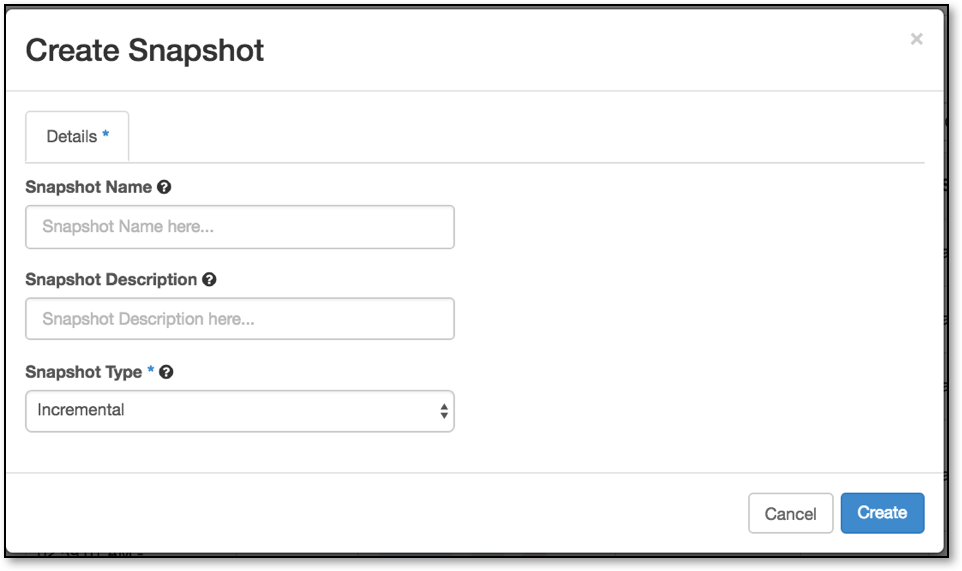 Create Snapshot
×
Details *
Snapshot Name ?
Snapshot Name here...
Snapshot Description ?
Snapshot Description here...
Snapshot Type * ?
Incremental
Cancel
Create